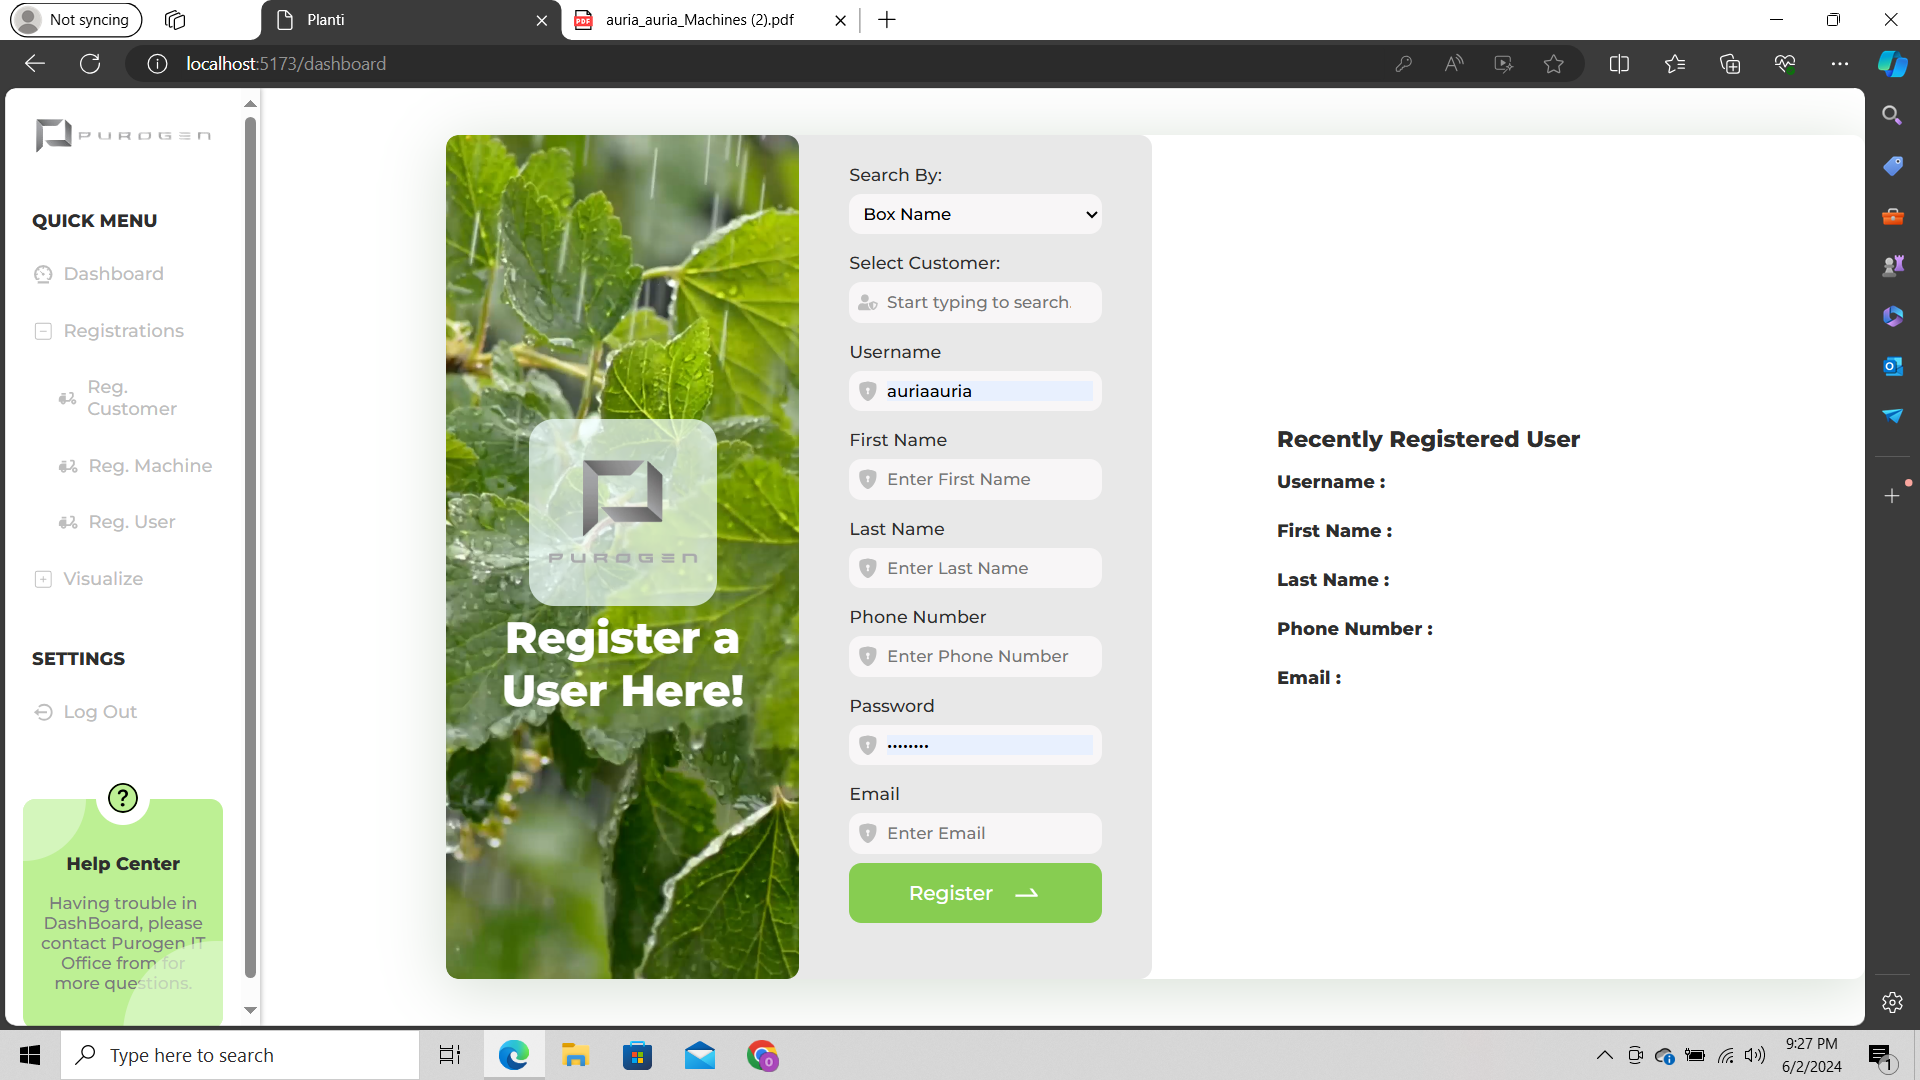 Not syncing
Planti
auria_auria_Machines (2).pdf
localhost:5173/dashboard
PUROGEN
QUICK MENU
Dashboard
Registrations
Reg.
Customer
Reg. Machine
Reg. User
Visualize
SETTINGS
Log Out
?
Help Center
Having trouble in
DashBoard, please
contact Purogen IT
Office from for
more questions.
PUROGEN
Register a
User Here!
Search By:
Box Name
Select Customer:
Start typing to search.
Username
auriaauria
First Name
Enter First Name
Last Name
Enter Last Name
Phone Number
Enter Phone Number
Password
••••••••
Email
Enter Email
Register
Recently Registered User
Username :
First Name :
Last Name :
Phone Number :
Email :
Type here to search
9:27 PM
6/2/2024
1